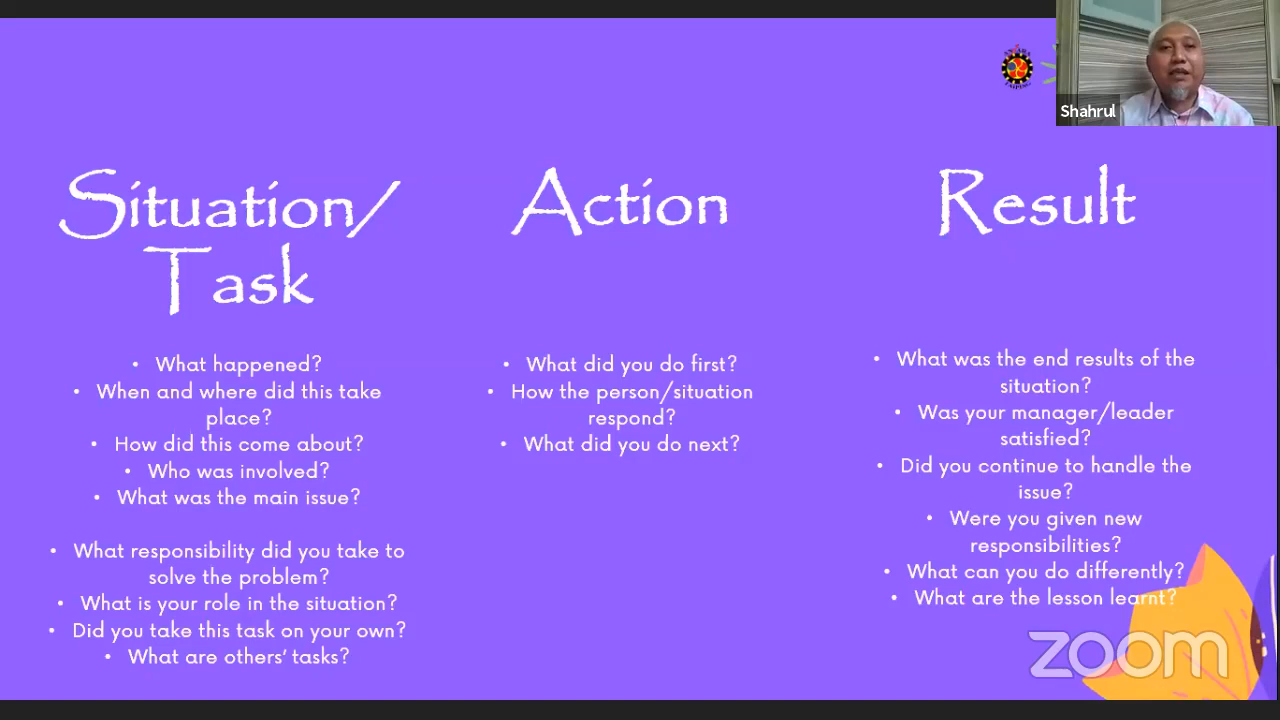 Shahrul
Situation/
Task
• What happened?
• When and where did this take
place?
• How did this come about?
• Who was involved?
• What was the main issue?
• What responsibility did you take to
solve the problem?
• What is your role in the situation?
• Did you take this task on your own?
• What are others' tasks?
Action
• What did you do first?
• How the person/situation
respond?
• What did you do next?
Result
• What was the end results of the
situation?
• Was your manager/leader
satisfied?
• Did you continue to handle the
issue?
• Were you given new
responsibilities?
• What can you do differently?
• What are the lesson learnt?
zoom